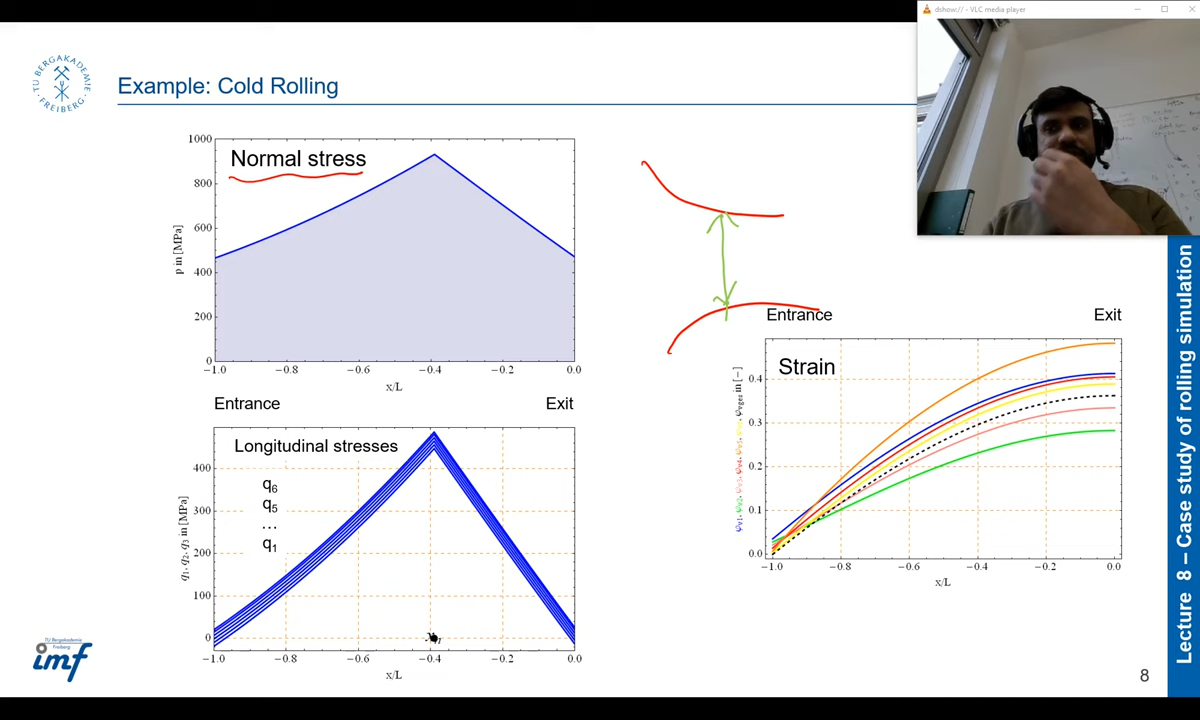 dshow:// - VLC media player
TU BERGAKADEMIE
FREIBERG
Example: Cold Rolling
Normal stress
1000
800
600
400
200
0
p in [MPa]
−1.0 −0.8 −0.6 −0.4 −0.2 0.0
x/L
Entrance Exit
Longitudinal stresses
q6
q5
...
q1
400
300
200
100
0
q1, q2, q3 in [MPa]
−1.0 −0.8 −0.6 −0.4 −0.2 0.0
x/L
Entrance Exit
Strain
0.4
0.3
0.2
0.1
0.0
in [−]
−1.0 −0.8 −0.6 −0.4 −0.2 0.0
x/L
Lecture 8 – Case study of rolling simulation
TU Bergakademie
Freiberg
imf
8